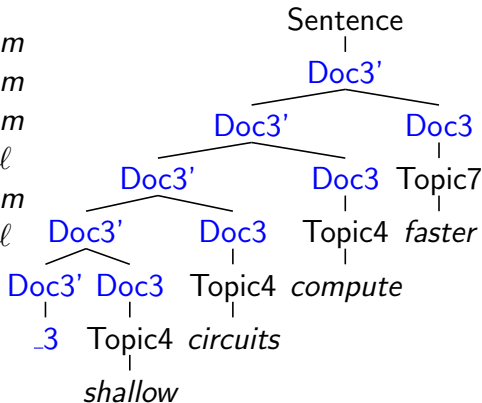 Sentence
m
Doc3'
m
m
Doc3' Doc3
ℓ
Doc3' Doc3 Topic7
m
ℓ
Doc3' Doc3 Topic4 faster
Doc3' Doc3 Topic4 compute
_3 Topic4 circuits
shallow